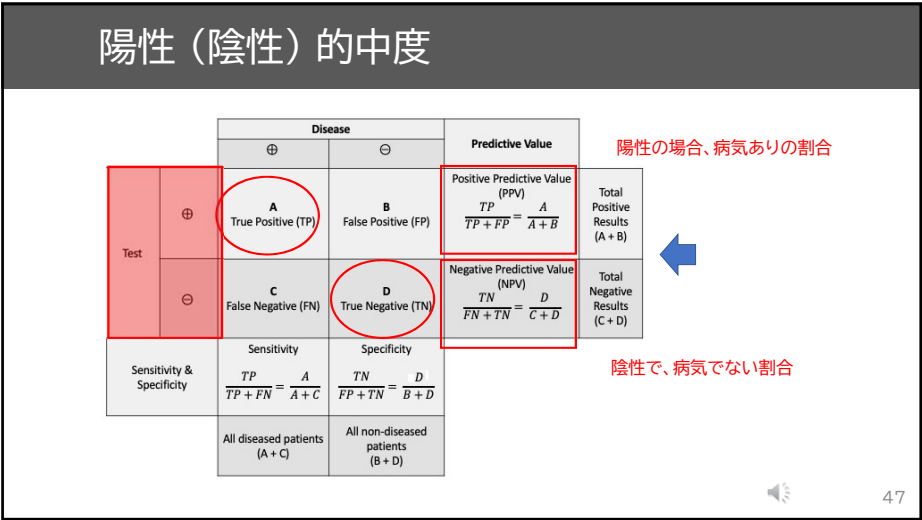 陽性（陰性）的中度
Disease
Predictive Value
⊕
⊖
陽性の場合、病気ありの割合
Test
⊕
A
True Positive (TP)
B
False Positive (FP)
Positive Predictive Value
(PPV)
TP / TP + FP = A / A + B
Total
Positive
Results
(A + B)
⊖
C
False Negative (FN)
D
True Negative (TN)
Negative Predictive Value
(NPV)
TN / FN + TN = D / C + D
Total
Negative
Results
(C + D)
陰性で、病気でない割合
Sensitivity &
Specificity
Sensitivity
TP / TP + FN = A / A + C
Specificity
TN / FP + TN = D / B + D
All diseased patients
(A + C)
All non-diseased
patients
(B + D)
47